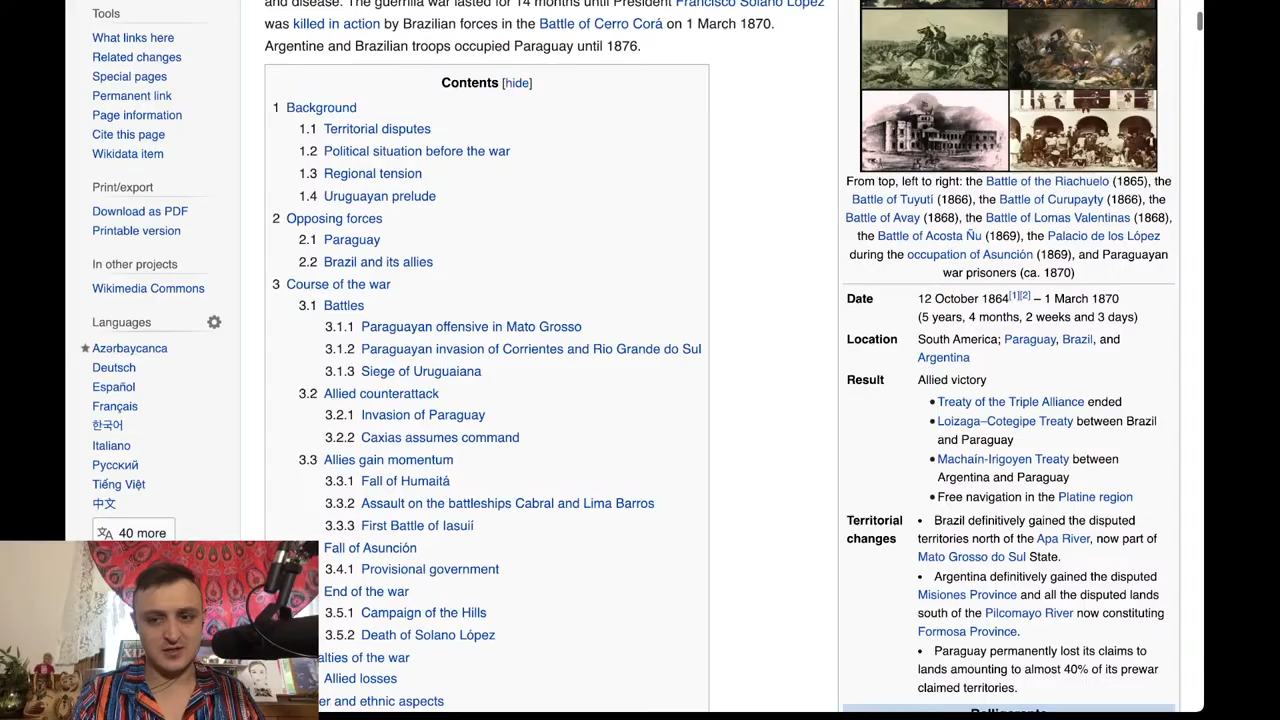 Tools
What links here
Related changes
Special pages
Permanent link
Page information
Cite this page
Wikidata item
Print/export
Download as PDF
Printable version
In other projects
Wikimedia Commons
Languages
Azərbaycanca
Deutsch
Español
Français
한국어
Italiano
Русский
Tiếng Việt
中文
40 more
and disease. The guerrilla war lasted for 14 months until President Francisco Solano López
was killed in action by Brazilian forces in the Battle of Cerro Corá on 1 March 1870.
Argentine and Brazilian troops occupied Paraguay until 1876.
Contents [hide]
1 Background
1.1 Territorial disputes
1.2 Political situation before the war
1.3 Regional tension
1.4 Uruguayan prelude
2 Opposing forces
2.1 Paraguay
2.2 Brazil and its allies
3 Course of the war
3.1 Battles
3.1.1 Paraguayan offensive in Mato Grosso
3.1.2 Paraguayan invasion of Corrientes and Rio Grande do Sul
3.1.3 Siege of Uruguaiana
3.2 Allied counterattack
3.2.1 Invasion of Paraguay
3.2.2 Caxias assumes command
3.3 Allies gain momentum
3.3.1 Fall of Humaitá
3.3.2 Assault on the battleships Cabral and Lima Barros
3.3.3 First Battle of Iasuií
Fall of Asunción
3.4.1 Provisional government
End of the war
3.5.1 Campaign of the Hills
3.5.2 Death of Solano López
alties of the war
Allied losses
er and ethnic aspects
From top, left to right: the Battle of the Riachuelo (1865), the
Battle of Tuyutí (1866), the Battle of Curupayty (1866), the
Battle of Avay (1868), the Battle of Lomas Valentinas (1868),
the Battle of Acosta Ñu (1869), the Palacio de los López
during the occupation of Asunción (1869), and Paraguayan
war prisoners (ca. 1870)
Date 12 October 1864[1][2] – 1 March 1870
(5 years, 4 months, 2 weeks and 3 days)
Location South America; Paraguay, Brazil, and
Argentina
Result Allied victory
• Treaty of the Triple Alliance ended
• Loizaga–Cotegipe Treaty between Brazil
and Paraguay
• Machaín-Irigoyen Treaty between
Argentina and Paraguay
• Free navigation in the Platine region
Territorial changes • Brazil definitively gained the disputed
territories north of the Apa River, now part of
Mato Grosso do Sul State.
• Argentina definitively gained the disputed
Misiones Province and all the disputed lands
south of the Pilcomayo River now constituting
Formosa Province.
• Paraguay permanently lost its claims to
lands amounting to almost 40% of its prewar
claimed territories.
Belligerents